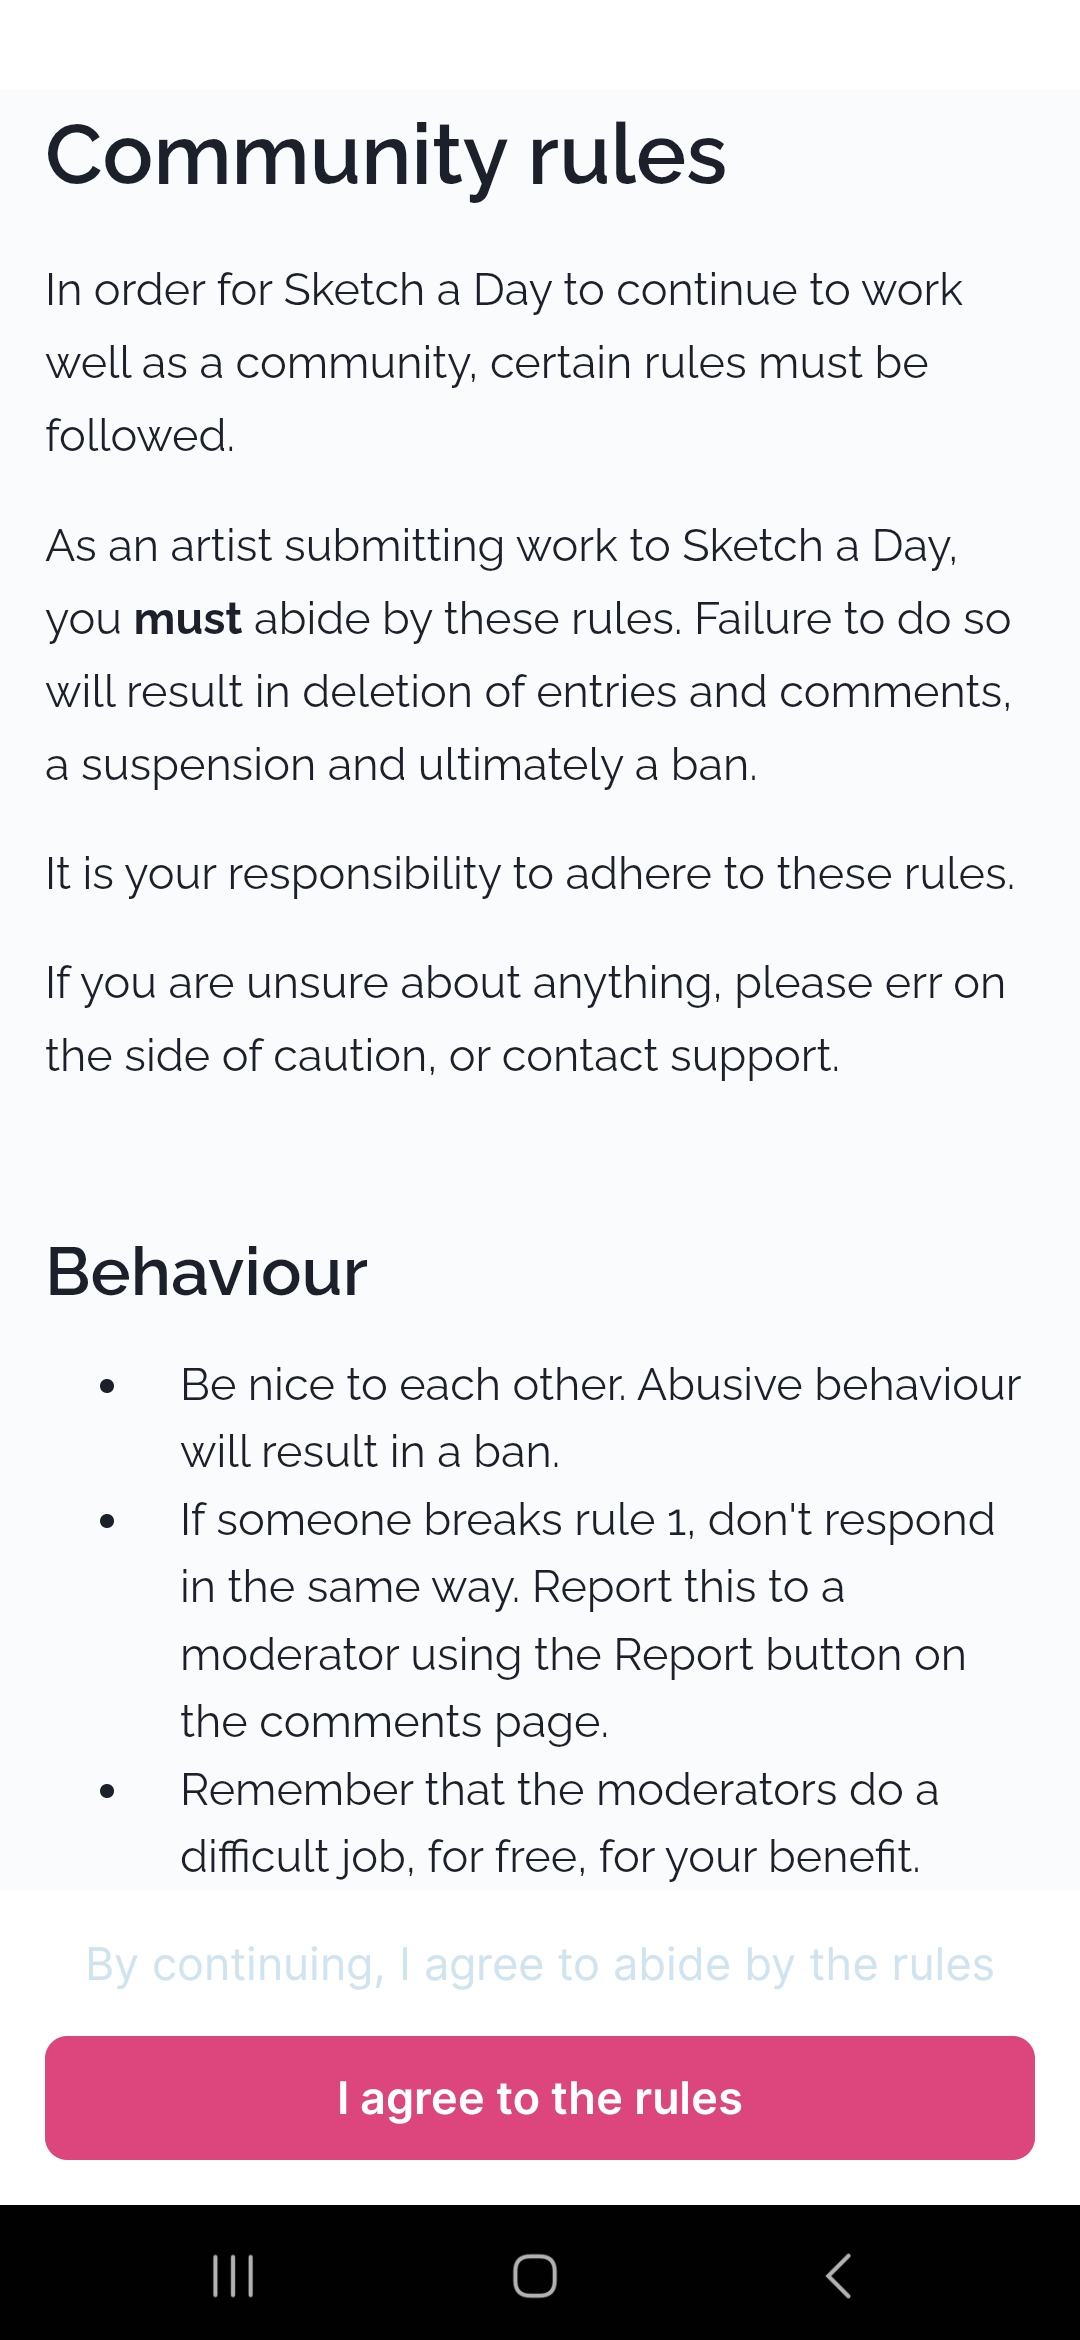 Community rules
In order for Sketch a Day to continue to work
well as a community, certain rules must be
followed.
As an artist submitting work to Sketch a Day,
you must abide by these rules. Failure to do so
will result in deletion of entries and comments,
a suspension and ultimately a ban.
It is your responsibility to adhere to these rules.
If you are unsure about anything, please err on
the side of caution, or contact support.
Behaviour
• Be nice to each other. Abusive behaviour
will result in a ban.
• If someone breaks rule 1, don't respond
in the same way. Report this to a
moderator using the Report button on
the comments page.
• Remember that the moderators do a
difficult job, for free, for your benefit.
By continuing, I agree to abide by the rules
I agree to the rules